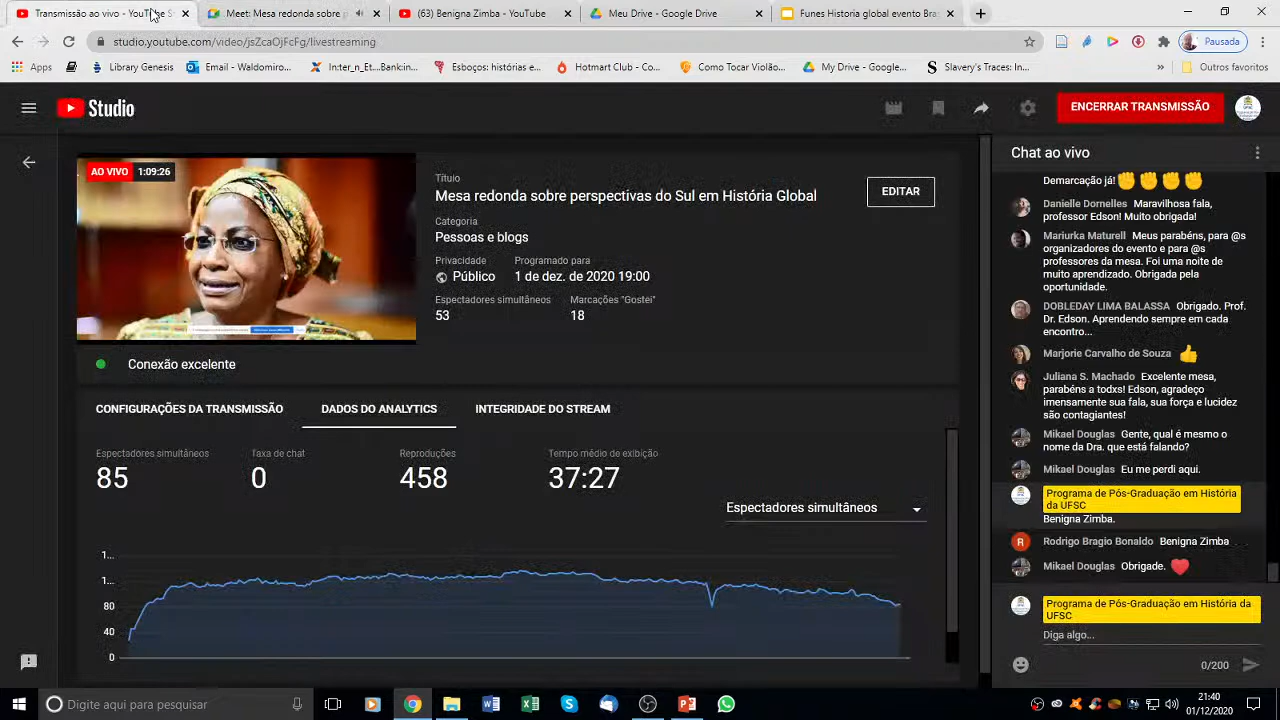 Transmissão ao vivo - YouTube S
Meet: Mesa redonda sobre p
(63) Benigna Zimba - YouTube
Meu Drive - Google Drive
Funes Historia global evento Bra
studio.youtube.com/video/jsZcaOjFcFg/livestreaming
Pausada
Apps
Library Genesis
Email - Waldomiro...
Inter_n_Et_Bankin...
Esboços: histórias e...
Hotmart Club - Co...
Como Tocar Violão...
My Drive - Google...
Slavery's Traces: In...
»
Outros favoritos
Studio
ENCERRAR TRANSMISSÃO
AO VIVO 1:09:26
Título
Mesa redonda sobre perspectivas do Sul em História Global
EDITAR
Categoria
Pessoas e blogs
Privacidade
Programado para
Público
1 de dez. de 2020 19:00
Espectadores simultâneos
Marcações "Gostei"
53
18
Conexão excelente
CONFIGURAÇÕES DA TRANSMISSÃO
DADOS DO ANALYTICS
INTEGRIDADE DO STREAM
Espectadores simultâneos
Taxa de chat
Reproduções
Tempo médio de exibição
85
0
458
37:27
Espectadores simultâneos
1...
1...
80
40
0
Chat ao vivo
Demarcação já!✊✊✊✊
Danielle Dornelles Maravilhosa fala,
professor Edson! Muito obrigada!
Mariurka Maturell Meus parabéns, para @s
organizadores do evento e para @s
professores da mesa. Foi uma noite de
muito aprendizado. Obrigada pela
oportunidade.
DOBLEDAY LIMA BALASSA Obrigado. Prof.
Dr. Edson. Aprendendo sempre em cada
encontro...
Marjorie Carvalho de Souza 👍
Juliana S. Machado Excelente mesa,
parabéns a todxs! Edson, agradeço
imensamente sua fala, sua força e lucidez
são contagiantes!
Mikael Douglas Gente, qual é mesmo o
nome da Dra. que está falando?
Mikael Douglas Eu me perdi aqui.
Programa de Pós-Graduação em História
da UFSC
Benigna Zimba.
R
Rodrigo Bragio Bonaldo Benigna Zimba
Mikael Douglas Obrigade. ❤️
Programa de Pós-Graduação em História da
UFSC
Diga algo...
0/200
Digite aqui para pesquisar
21:40
01/12/2020